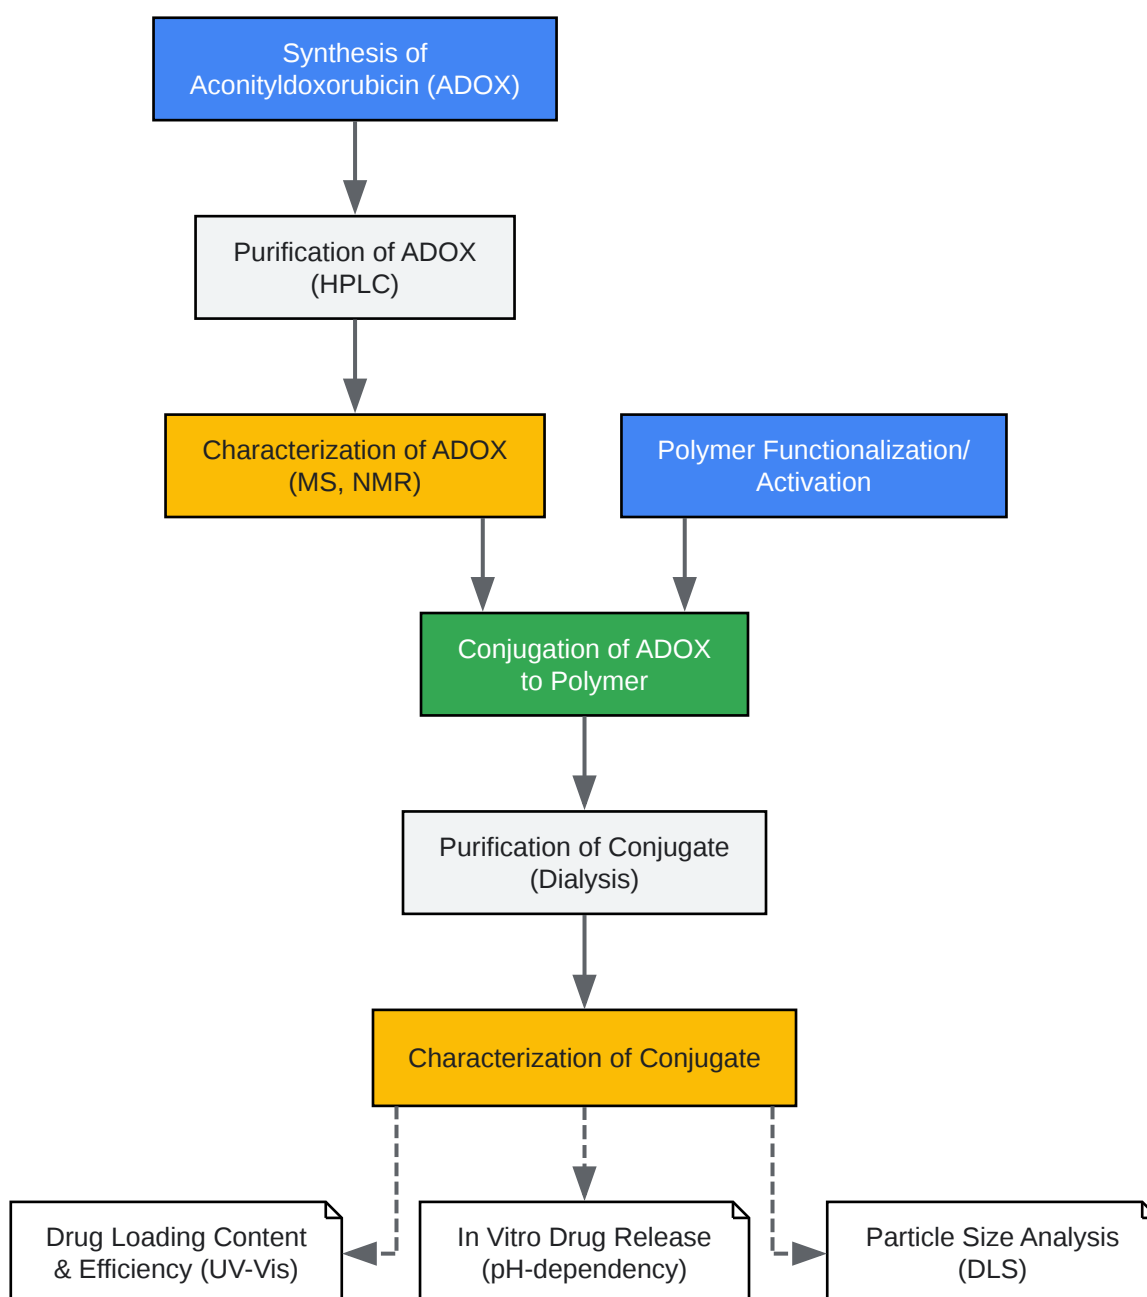 Synthesis of
Aconityldoxorubicin (ADOX)
Purification of ADOX
(HPLC)
Characterization of ADOX
(MS, NMR)
Polymer Functionalization/
Activation
Conjugation of ADOX
to Polymer
Purification of Conjugate
(Dialysis)
Characterization of Conjugate
Drug Loading Content
& Efficiency (UV-Vis)
In Vitro Drug Release
(pH-dependency)
Particle Size Analysis
(DLS)